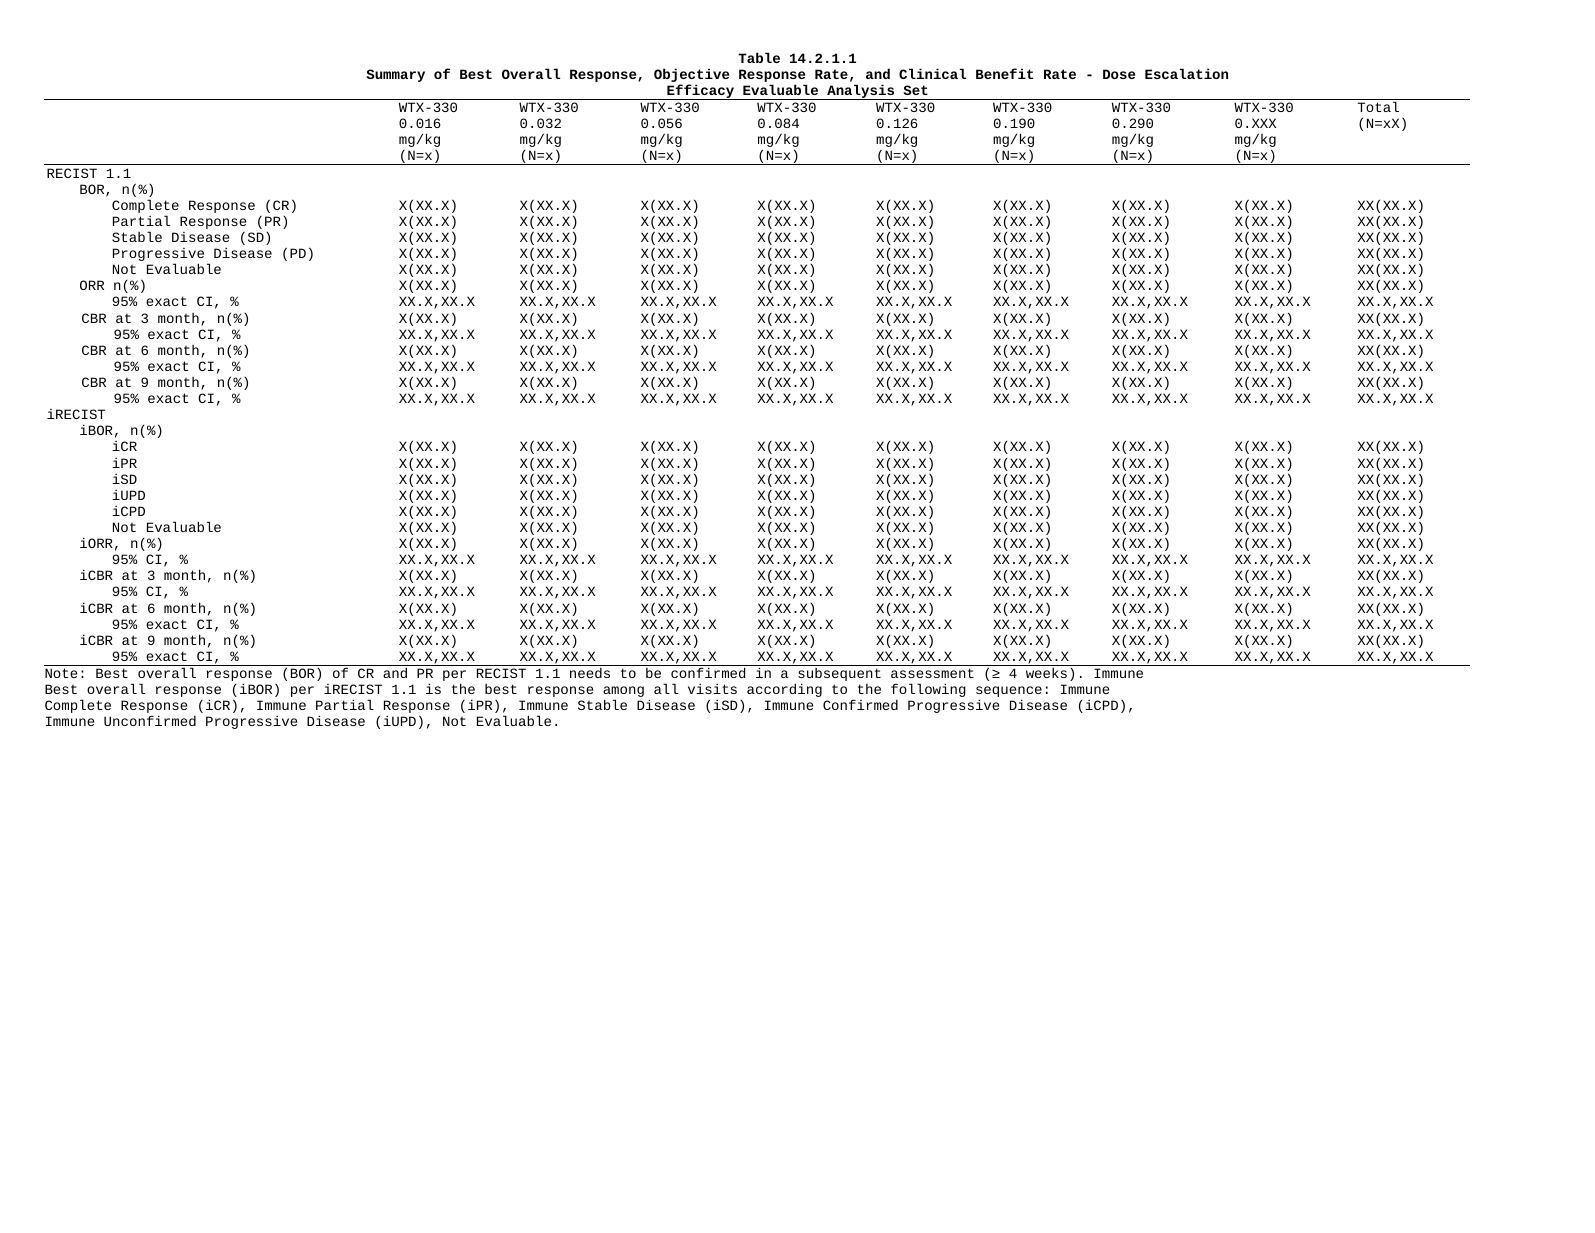 Table 14.2.1.1
Summary of Best Overall Response, Objective Response Rate, and Clinical Benefit Rate - Dose Escalation
Efficacy Evaluable Analysis Set
WTX-330 WTX-330 WTX-330 WTX-330 WTX-330 WTX-330 WTX-330 WTX-330 Total
0.016 0.032 0.056 0.084 0.126 0.190 0.290 0.XXX (N=xX)
mg/kg mg/kg mg/kg mg/kg mg/kg mg/kg mg/kg mg/kg
(N=x) (N=x) (N=x) (N=x) (N=x) (N=x) (N=x) (N=x)
RECIST 1.1
BOR, n(%)
Complete Response (CR) X(XX.X) X(XX.X) X(XX.X) X(XX.X) X(XX.X) X(XX.X) X(XX.X) X(XX.X) XX(XX.X)
Partial Response (PR) X(XX.X) X(XX.X) X(XX.X) X(XX.X) X(XX.X) X(XX.X) X(XX.X) X(XX.X) XX(XX.X)
Stable Disease (SD) X(XX.X) X(XX.X) X(XX.X) X(XX.X) X(XX.X) X(XX.X) X(XX.X) X(XX.X) XX(XX.X)
Progressive Disease (PD) X(XX.X) X(XX.X) X(XX.X) X(XX.X) X(XX.X) X(XX.X) X(XX.X) X(XX.X) XX(XX.X)
Not Evaluable X(XX.X) X(XX.X) X(XX.X) X(XX.X) X(XX.X) X(XX.X) X(XX.X) X(XX.X) XX(XX.X)
ORR n(%) X(XX.X) X(XX.X) X(XX.X) X(XX.X) X(XX.X) X(XX.X) X(XX.X) X(XX.X) XX(XX.X)
95% exact CI, % XX.X,XX.X XX.X,XX.X XX.X,XX.X XX.X,XX.X XX.X,XX.X XX.X,XX.X XX.X,XX.X XX.X,XX.X XX.X,XX.X
CBR at 3 month, n(%) X(XX.X) X(XX.X) X(XX.X) X(XX.X) X(XX.X) X(XX.X) X(XX.X) X(XX.X) XX(XX.X)
95% exact CI, % XX.X,XX.X XX.X,XX.X XX.X,XX.X XX.X,XX.X XX.X,XX.X XX.X,XX.X XX.X,XX.X XX.X,XX.X XX.X,XX.X
CBR at 6 month, n(%) X(XX.X) X(XX.X) X(XX.X) X(XX.X) X(XX.X) X(XX.X) X(XX.X) X(XX.X) XX(XX.X)
95% exact CI, % XX.X,XX.X XX.X,XX.X XX.X,XX.X XX.X,XX.X XX.X,XX.X XX.X,XX.X XX.X,XX.X XX.X,XX.X XX.X,XX.X
CBR at 9 month, n(%) X(XX.X) X(XX.X) X(XX.X) X(XX.X) X(XX.X) X(XX.X) X(XX.X) X(XX.X) XX(XX.X)
95% exact CI, % XX.X,XX.X XX.X,XX.X XX.X,XX.X XX.X,XX.X XX.X,XX.X XX.X,XX.X XX.X,XX.X XX.X,XX.X XX.X,XX.X
iRECIST
iBOR, n(%)
iCR X(XX.X) X(XX.X) X(XX.X) X(XX.X) X(XX.X) X(XX.X) X(XX.X) X(XX.X) XX(XX.X)
iPR X(XX.X) X(XX.X) X(XX.X) X(XX.X) X(XX.X) X(XX.X) X(XX.X) X(XX.X) XX(XX.X)
iSD X(XX.X) X(XX.X) X(XX.X) X(XX.X) X(XX.X) X(XX.X) X(XX.X) X(XX.X) XX(XX.X)
iUPD X(XX.X) X(XX.X) X(XX.X) X(XX.X) X(XX.X) X(XX.X) X(XX.X) X(XX.X) XX(XX.X)
iCPD X(XX.X) X(XX.X) X(XX.X) X(XX.X) X(XX.X) X(XX.X) X(XX.X) X(XX.X) XX(XX.X)
Not Evaluable X(XX.X) X(XX.X) X(XX.X) X(XX.X) X(XX.X) X(XX.X) X(XX.X) X(XX.X) XX(XX.X)
iORR, n(%) X(XX.X) X(XX.X) X(XX.X) X(XX.X) X(XX.X) X(XX.X) X(XX.X) X(XX.X) XX(XX.X)
95% CI, % XX.X,XX.X XX.X,XX.X XX.X,XX.X XX.X,XX.X XX.X,XX.X XX.X,XX.X XX.X,XX.X XX.X,XX.X XX.X,XX.X
iCBR at 3 month, n(%) X(XX.X) X(XX.X) X(XX.X) X(XX.X) X(XX.X) X(XX.X) X(XX.X) X(XX.X) XX(XX.X)
95% CI, % XX.X,XX.X XX.X,XX.X XX.X,XX.X XX.X,XX.X XX.X,XX.X XX.X,XX.X XX.X,XX.X XX.X,XX.X XX.X,XX.X
iCBR at 6 month, n(%) X(XX.X) X(XX.X) X(XX.X) X(XX.X) X(XX.X) X(XX.X) X(XX.X) X(XX.X) XX(XX.X)
95% exact CI, % XX.X,XX.X XX.X,XX.X XX.X,XX.X XX.X,XX.X XX.X,XX.X XX.X,XX.X XX.X,XX.X XX.X,XX.X XX.X,XX.X
iCBR at 9 month, n(%) X(XX.X) X(XX.X) X(XX.X) X(XX.X) X(XX.X) X(XX.X) X(XX.X) X(XX.X) XX(XX.X)
95% exact CI, % XX.X,XX.X XX.X,XX.X XX.X,XX.X XX.X,XX.X XX.X,XX.X XX.X,XX.X XX.X,XX.X XX.X,XX.X XX.X,XX.X
Note: Best overall response (BOR) of CR and PR per RECIST 1.1 needs to be confirmed in a subsequent assessment (≥ 4 weeks). Immune
Best overall response (iBOR) per iRECIST 1.1 is the best response among all visits according to the following sequence: Immune
Complete Response (iCR), Immune Partial Response (iPR), Immune Stable Disease (iSD), Immune Confirmed Progressive Disease (iCPD),
Immune Unconfirmed Progressive Disease (iUPD), Not Evaluable.